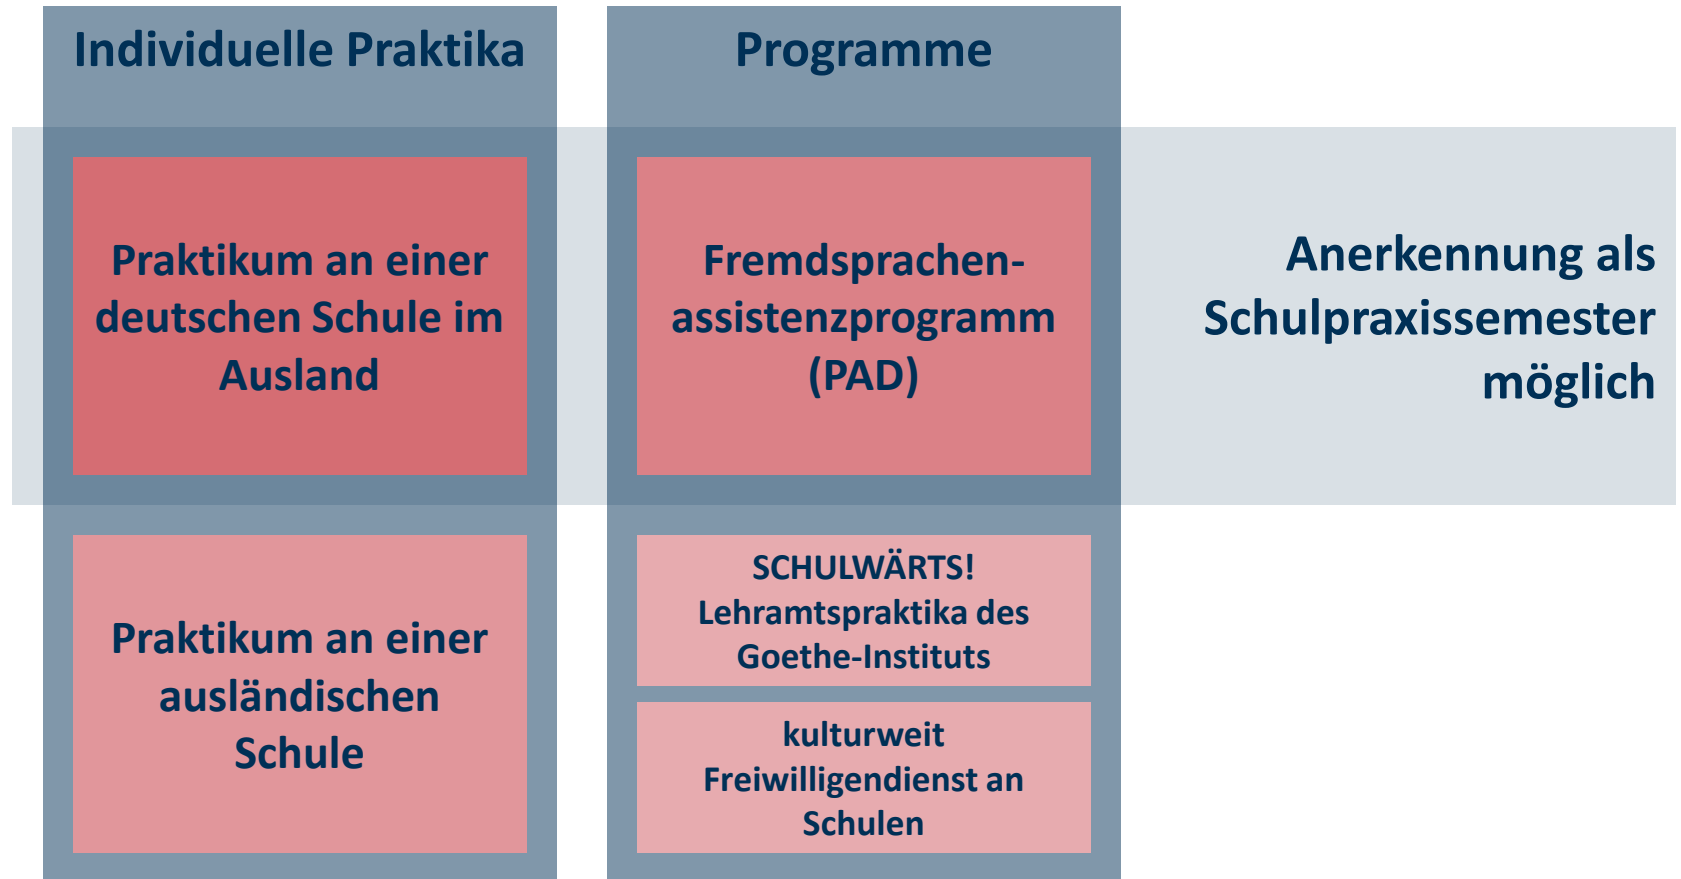 Individuelle Praktika
Programme
Praktikum an einer
deutschen Schule im
Ausland
Fremdsprachen-
assistenzprogramm
(PAD)
Anerkennung als
Schulpraxissemester
möglich
Praktikum an einer
ausländischen
Schule
SCHULWÄRTS!
Lehramtspraktika des
Goethe-Instituts
kulturweit
Freiwilligendienst an
Schulen